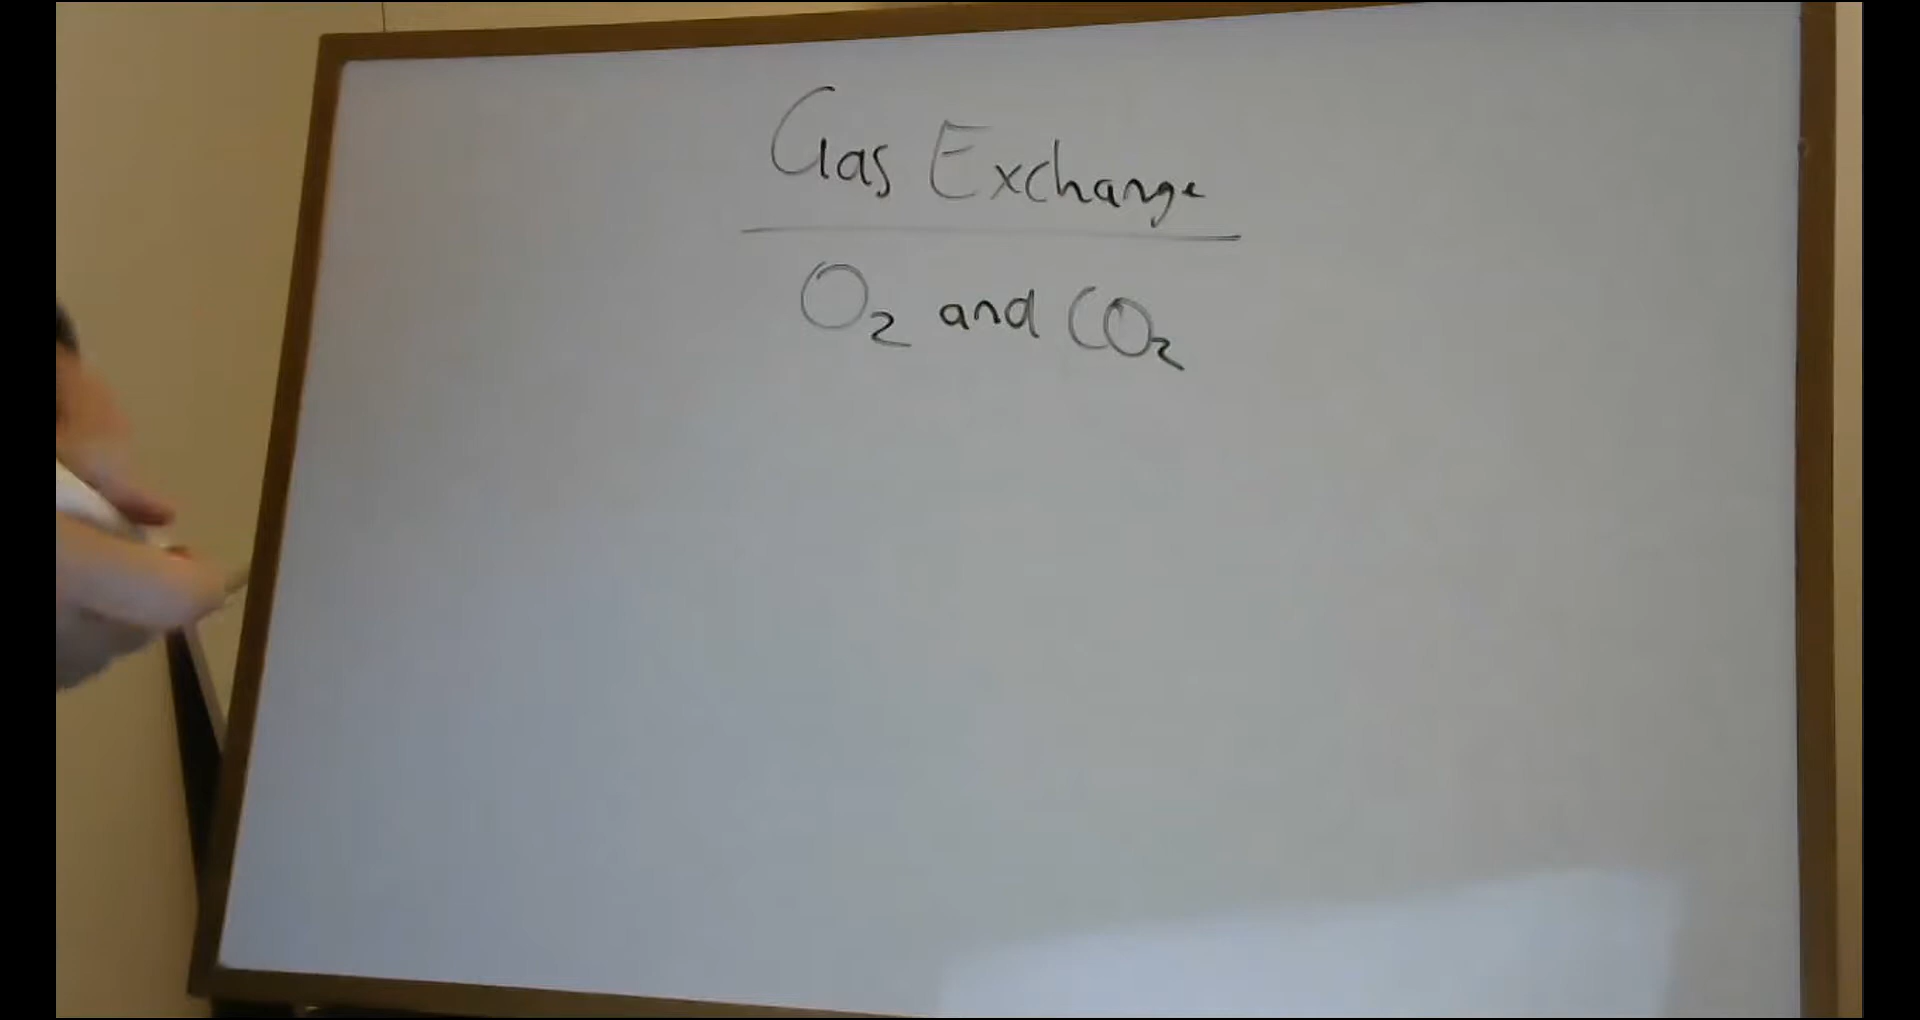 Gas Exchange
O₂ and CO₂